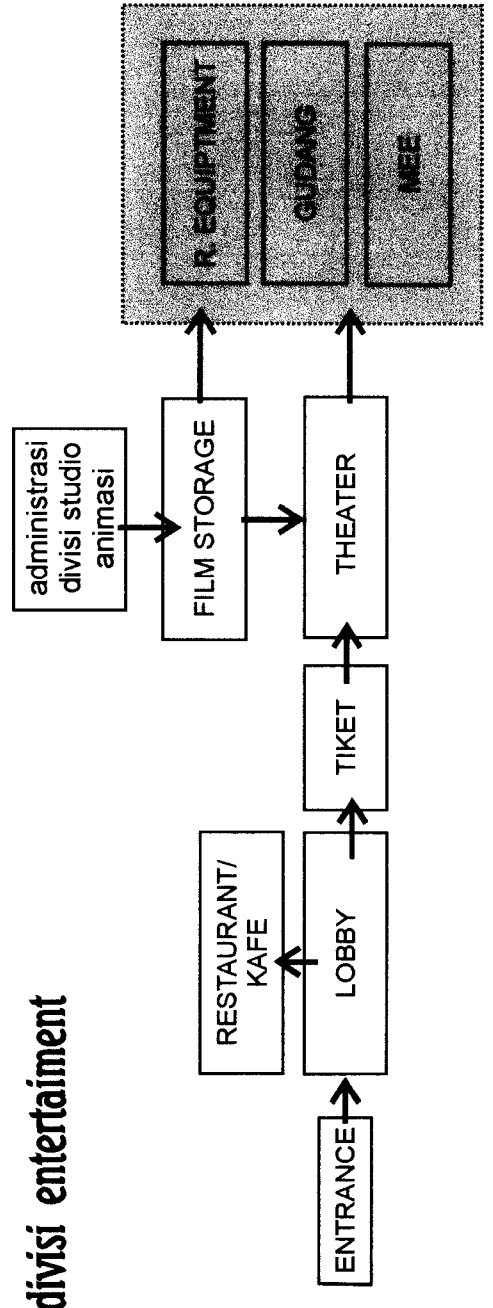 divisi entertaiment
ENTRANCE
LOBBY
RESTAURANT/
KAFE
TIKET
THEATER
administrasi
divisi studio
animasi
FILM STORAGE
R. EQUIPTMENT
GUDANG
MEE